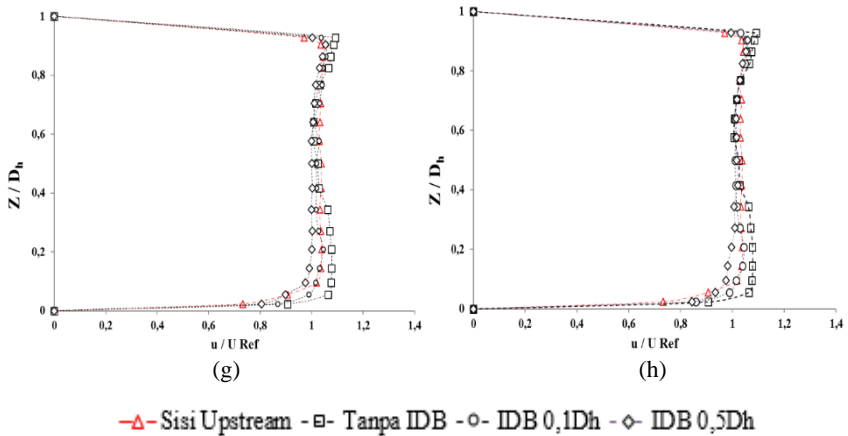 1
0,8
0,6
0,4
0,2
0
Z / Dh
0 0,2 0,4 0,6 0,8 1 1,2 1,4
u / U Ref
(g)
1
0,8
0,6
0,4
0,2
0
Z / Dh
0 0,2 0,4 0,6 0,8 1 1,2 1,4
u / U Ref
(h)
Sisi Upstream Tanpa IDB IDB 0,1Dh IDB 0,5Dh